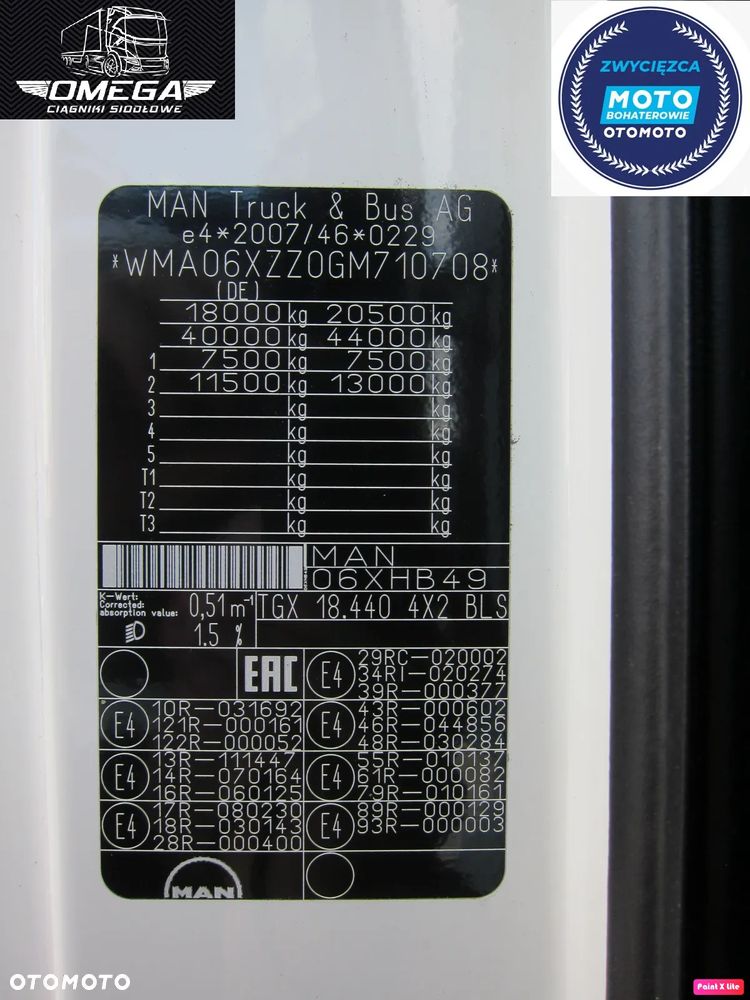 OMEGA
CIĄGNIKI SIODŁOWE
ZWYCIĘZCA
MOTO
BOHATEROWIE
OTOMOTO
MAN Truck & Bus AG
e4*2007/46*0229
*WMA06XZZ0GM710708*
(DE)
18000 kg 20500 kg
40000 kg 44000 kg
1 7500 kg 7500 kg
2 11500 kg 13000 kg
3 kg kg
4 kg kg
5 kg kg
T1 kg kg
T2 kg kg
T3 kg kg
MAN
06XHB49
K-Wert:
Corrected:
absorption value: 0,51 m⁻¹
TGX 18.440 4X2 BLS
1.5 %
EAC
E4 29RC-020002
34RI-020274
39R-000377
E4 10R-031692
121R-000161
122R-000052
E4 43R-000602
46R-044856
48R-030284
E4 13R-111447
14R-070164
16R-060125
E4 55R-010137
61R-000082
79R-010161
E4 17R-080230
18R-030143
28R-000400
E4 89R-000129
93R-000003
MAN
OTOMOTO
Paint X lite